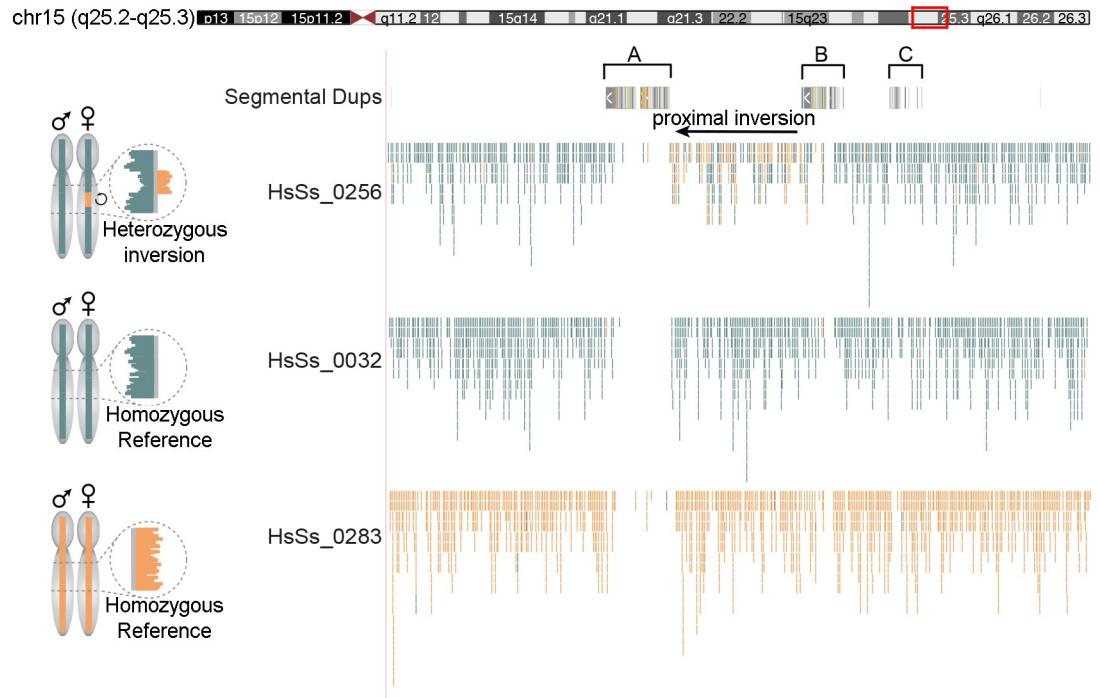 chr15 (q25.2-q25.3) p13 15p12 15p11.2 q11.2 12 15q14 q21.1 q21.3 22.2 15q23 25.3 q26.1 26.2 26.3
A B C
Segmental Dups
proximal inversion
♂ ♀
HsSs_0256
Heterozygous
inversion
♂ ♀
HsSs_0032
Homozygous
Reference
♂ ♀
HsSs_0283
Homozygous
Reference